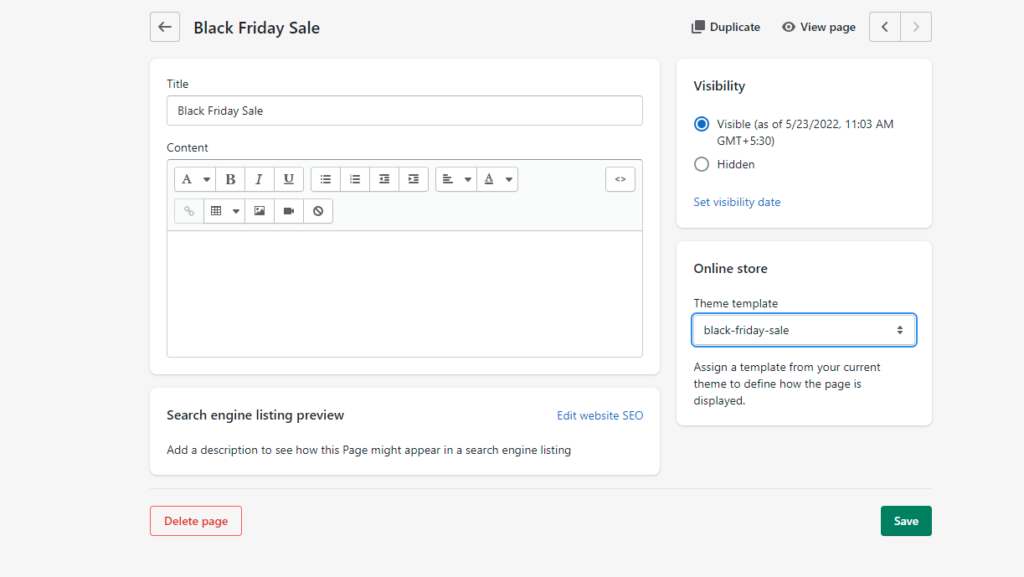 Black Friday Sale
Duplicate
View page
Title
Black Friday Sale
Content
A
B
I
U
A
<>
Search engine listing preview
Edit website SEO
Add a description to see how this Page might appear in a search engine listing
Visibility
Visible (as of 5/23/2022, 11:03 AM
GMT+5:30)
Hidden
Set visibility date
Online store
Theme template
black-friday-sale
Assign a template from your current
theme to define how the page is
displayed.
Delete page
Save